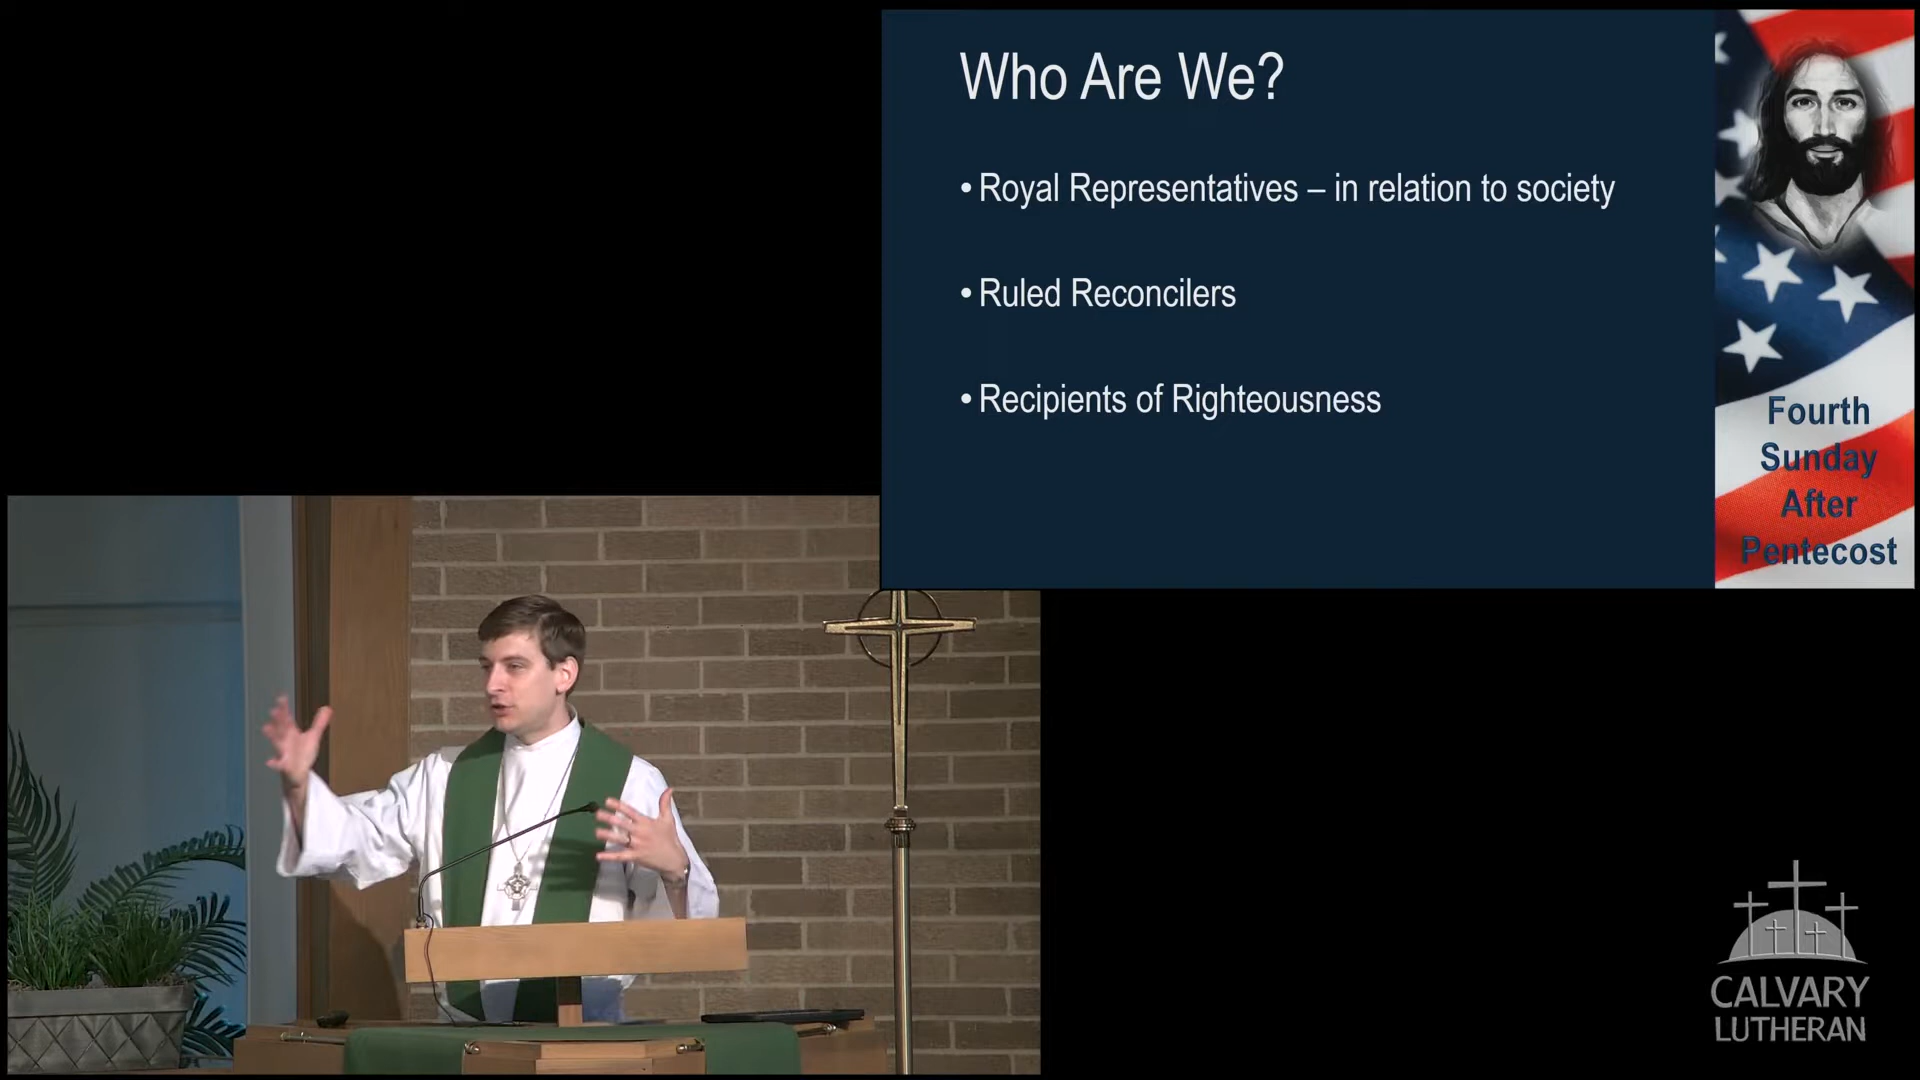 Who Are We?
• Royal Representatives – in relation to society
• Ruled Reconcilers
• Recipients of Righteousness
Fourth
Sunday
After
Pentecost
CALVARY
LUTHERAN